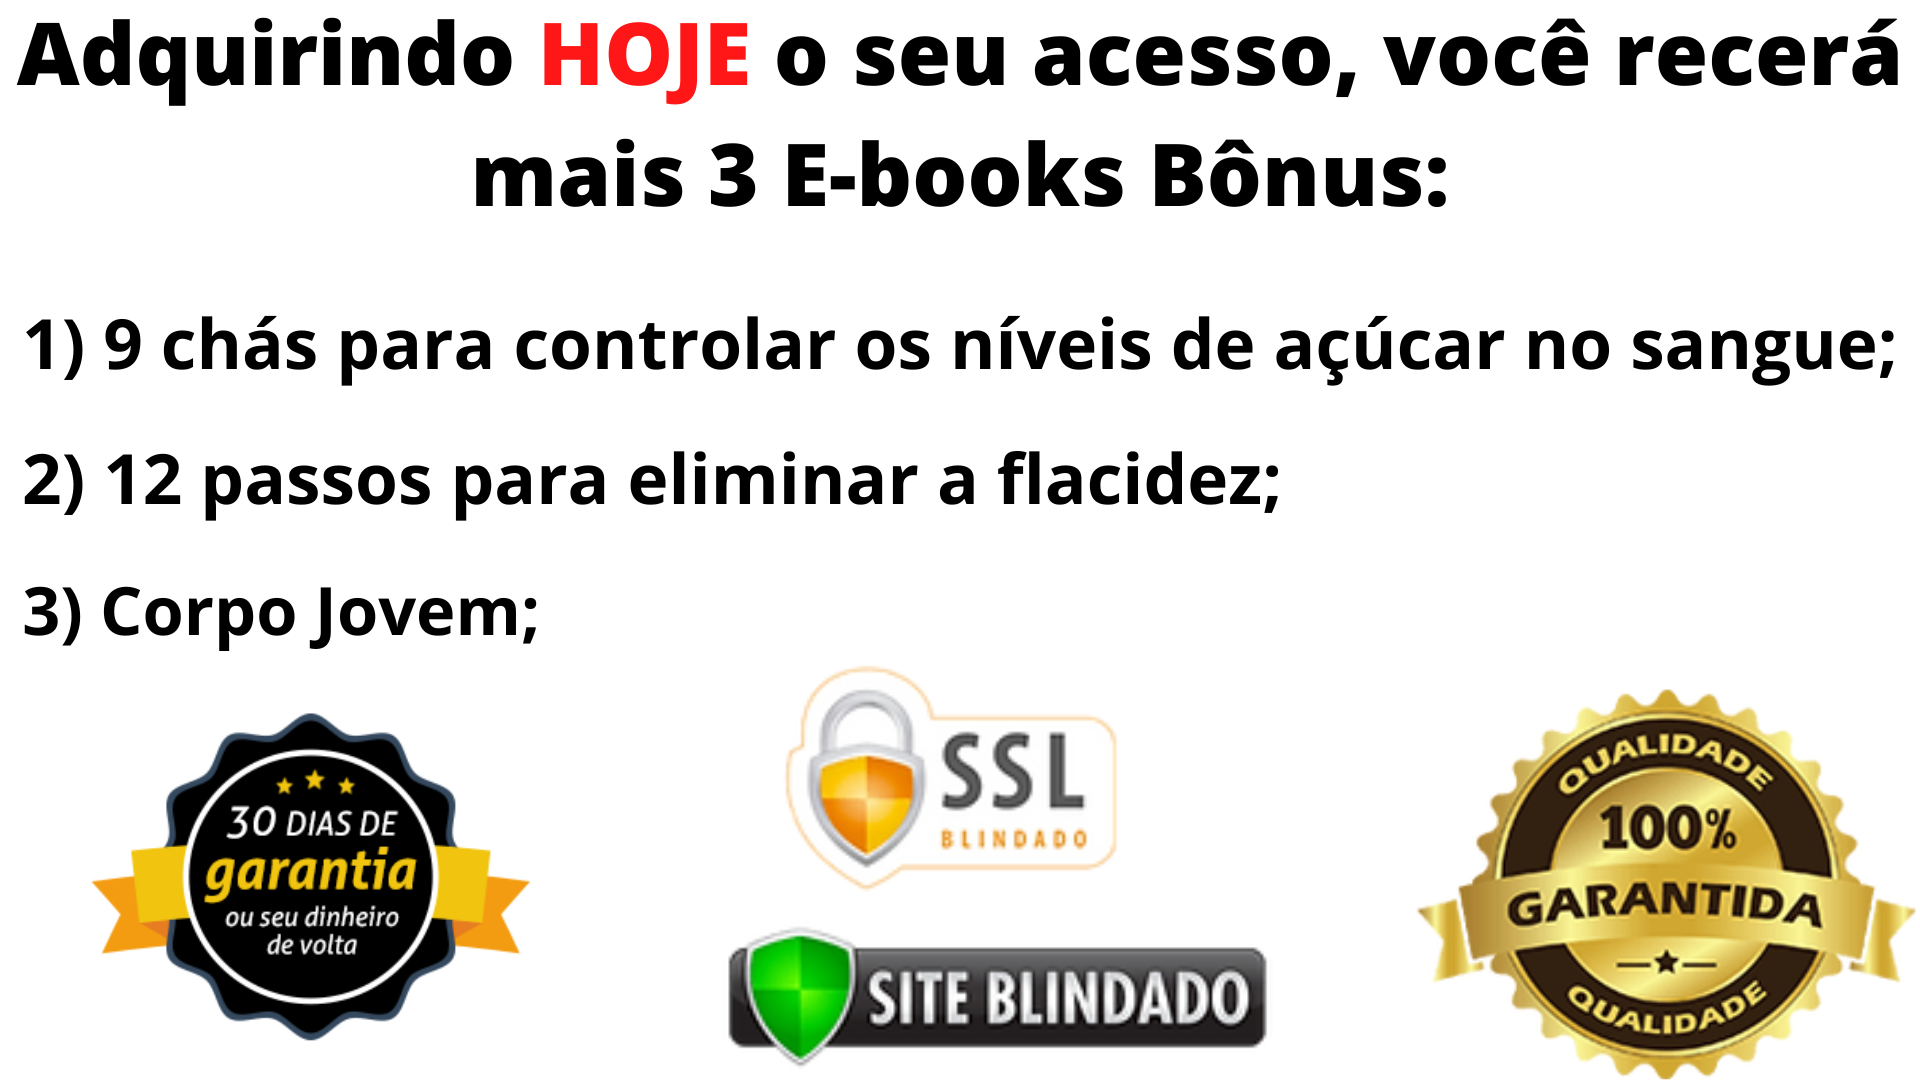 Adquirindo HOJE o seu acesso, você recerá
mais 3 E-books Bônus:
1) 9 chás para controlar os níveis de açúcar no sangue;
2) 12 passos para eliminar a flacidez;
3) Corpo Jovem;
30 DIAS DE
garantia
ou seu dinheiro
de volta
SSL
BLINDADO
SITE BLINDADO
QUALIDADE
100%
GARANTIDA
QUALIDADE